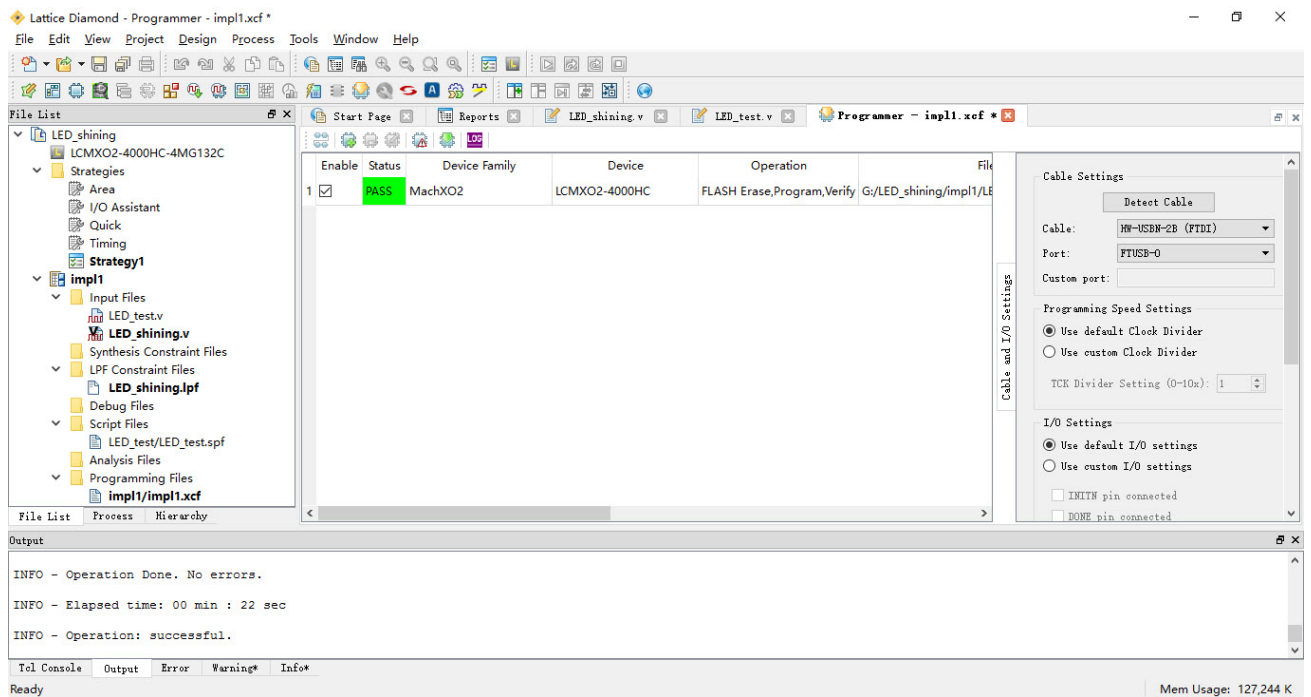 Lattice Diamond - Programmer - impl1.xcf *
File Edit View Project Design Process Tools Window Help
File List
Start Page Reports LED_shining.v LED_test.v Programmer - impl1.xcf *
LED_shining
LCMXO2-4000HC-4MG132C
Strategies
Area
I/O Assistant
Quick
Timing
Strategy1
impl1
Input Files
LED_test.v
LED_shining.v
Synthesis Constraint Files
LPF Constraint Files
LED_shining.lpf
Debug Files
Script Files
LED_test/LED_test.spf
Analysis Files
Programming Files
impl1/impl1.xcf
File List Process Hierarchy
LOG
Enable Status Device Family Device Operation File
1 PASS MachXO2 LCMXO2-4000HC FLASH Erase,Program,Verify G:/LED_shining/impl1/LE
Cable and I/O Settings
Cable Settings
Detect Cable
Cable: HW-USBN-2B (FTDI)
Port: FTUSB-0
Custom port:
Programming Speed Settings
Use default Clock Divider
Use custom Clock Divider
TCK Divider Setting (0-10x): 1
I/O Settings
Use default I/O settings
Use custom I/O settings
INITN pin connected
DONE pin connected
Output
INFO - Operation Done. No errors.
INFO - Elapsed time: 00 min : 22 sec
INFO - Operation: successful.
Tcl Console Output Error Warning* Info*
Ready
Mem Usage: 127,244 K